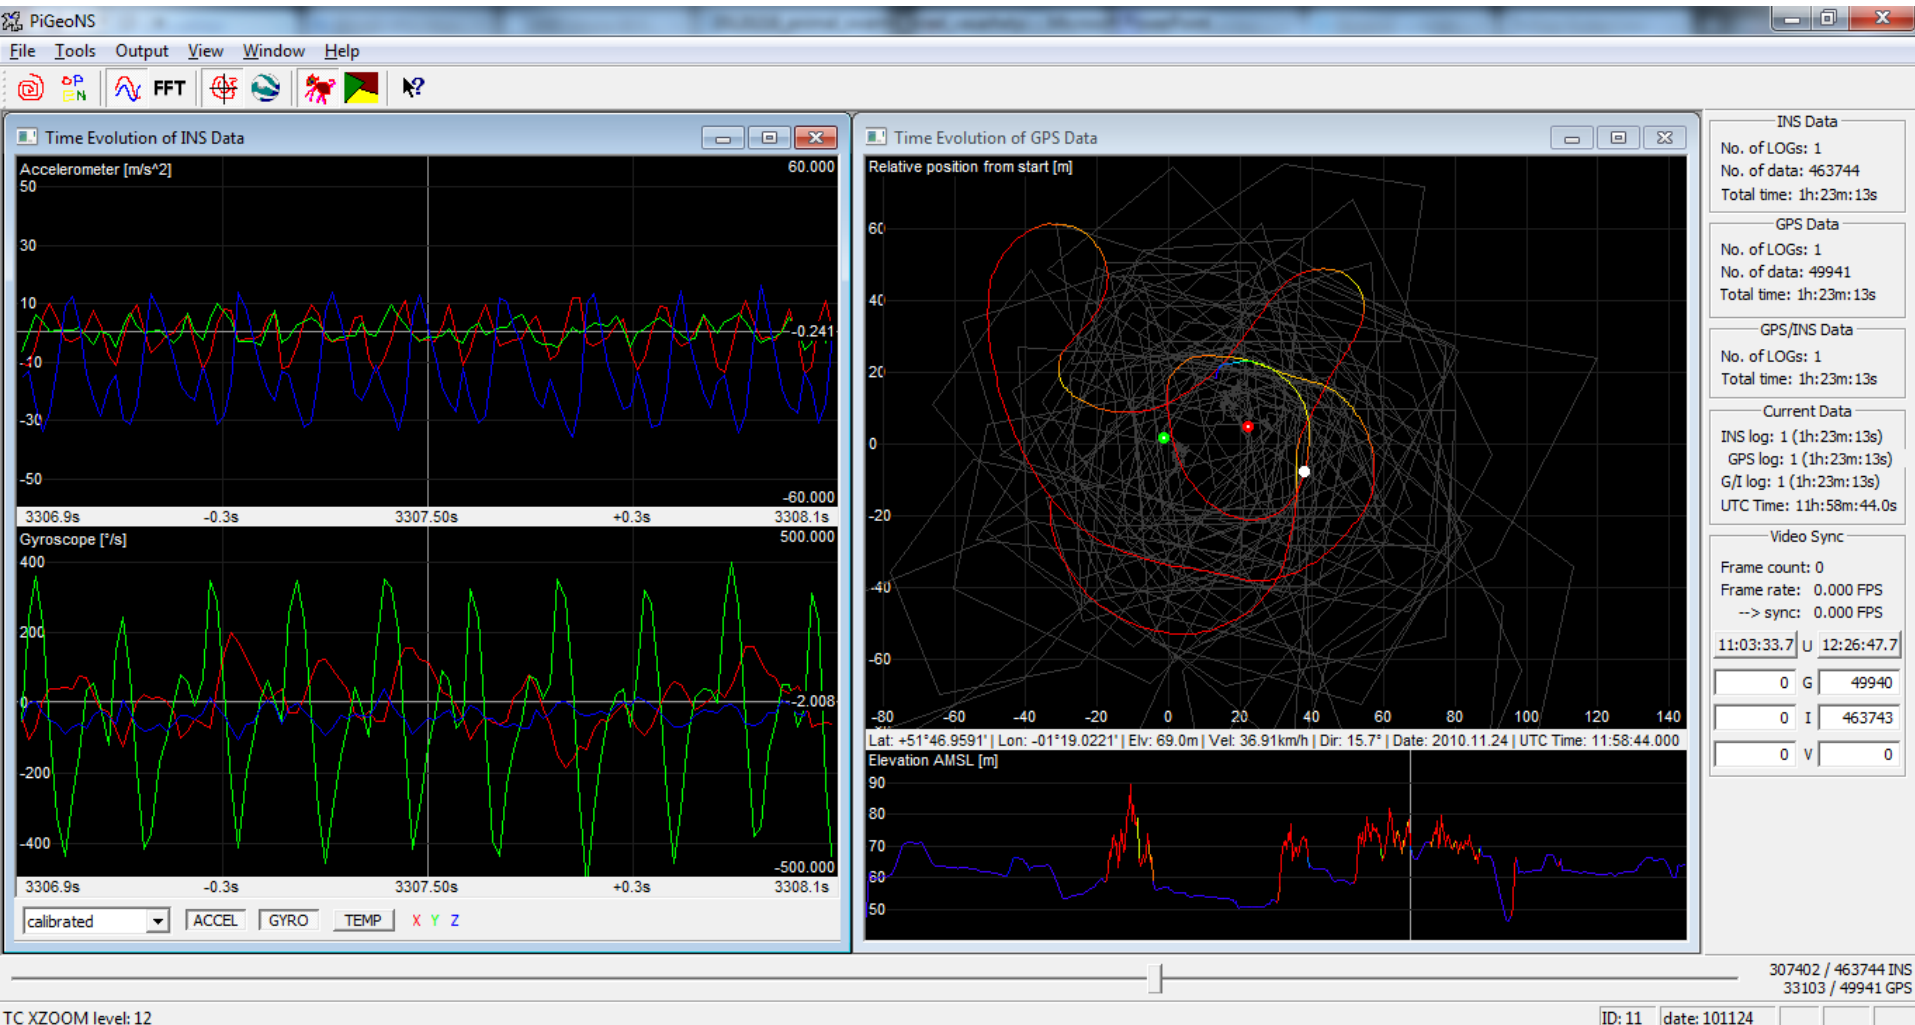 PiGeoNS
File Tools Output View Window Help
OPEN FFT ?
Time Evolution of INS Data
Accelerometer [m/s^2] 60.000
50
30
10
-0.241
-10
-30
-50
-60.000
3306.9s -0.3s 3307.50s +0.3s 3308.1s
Gyroscope [°/s] 500.000
400
200
0
-2.008
-200
-400
-500.000
3306.9s -0.3s 3307.50s +0.3s 3308.1s
calibrated ACCEL GYRO TEMP X Y Z
Time Evolution of GPS Data
Relative position from start [m]
60
40
20
0
-20
-40
-60
-80 -60 -40 -20 0 20 40 60 80 100 120 140
Lat: +51°46.9591' | Lon: -01°19.0221' | Elv: 69.0m | Vel: 36.91km/h | Dir: 15.7° | Date: 2010.11.24 | UTC Time: 11:58:44.000
Elevation AMSL [m]
90
80
70
60
50
INS Data
No. of LOGs: 1
No. of data: 463744
Total time: 1h:23m:13s
GPS Data
No. of LOGs: 1
No. of data: 49941
Total time: 1h:23m:13s
GPS/INS Data
No. of LOGs: 1
Total time: 1h:23m:13s
Current Data
INS log: 1 (1h:23m:13s)
GPS log: 1 (1h:23m:13s)
G/I log: 1 (1h:23m:13s)
UTC Time: 11h:58m:44.0s
Video Sync
Frame count: 0
Frame rate: 0.000 FPS
--> sync: 0.000 FPS
11:03:33.7 U 12:26:47.7
0 G 49940
0 I 463743
0 V 0
307402 / 463744 INS
33103 / 49941 GPS
TC XZOOM level: 12 ID: 11 date: 101124